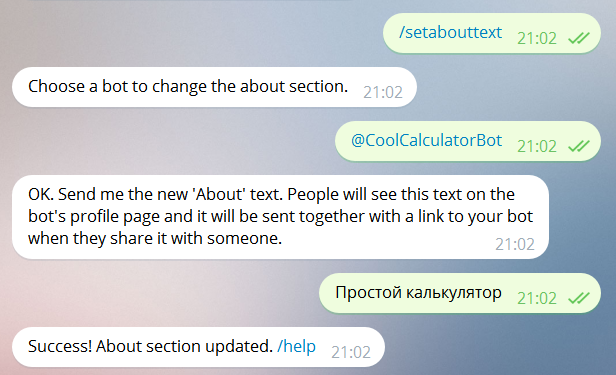 /setabouttext 21:02
Choose a bot to change the about section. 21:02
@CoolCalculatorBot 21:02
OK. Send me the new 'About' text. People will see this text on the
bot's profile page and it will be sent together with a link to your bot
when they share it with someone. 21:02
Простой калькулятор 21:02
Success! About section updated. /help 21:02